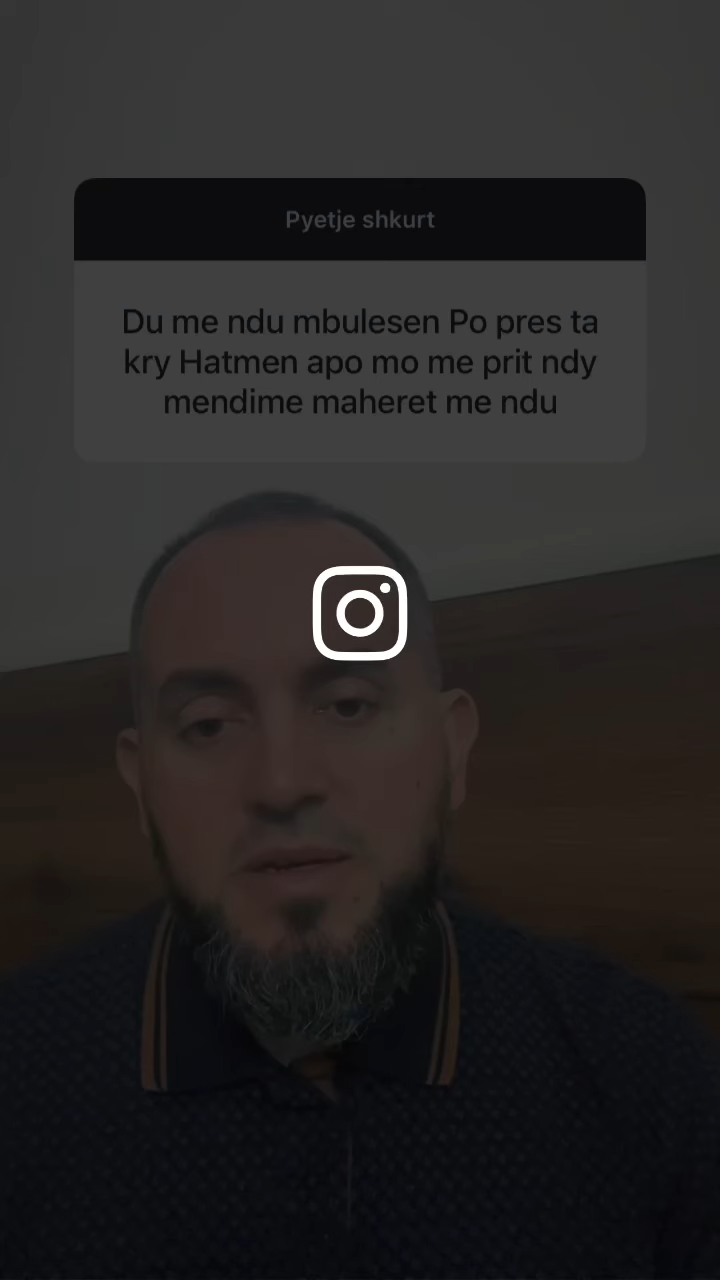 Pyetje shkurt
Du me ndu mbulesen Po pres ta
kry Hatmen apo mo me prit ndy
mendime maheret me ndu